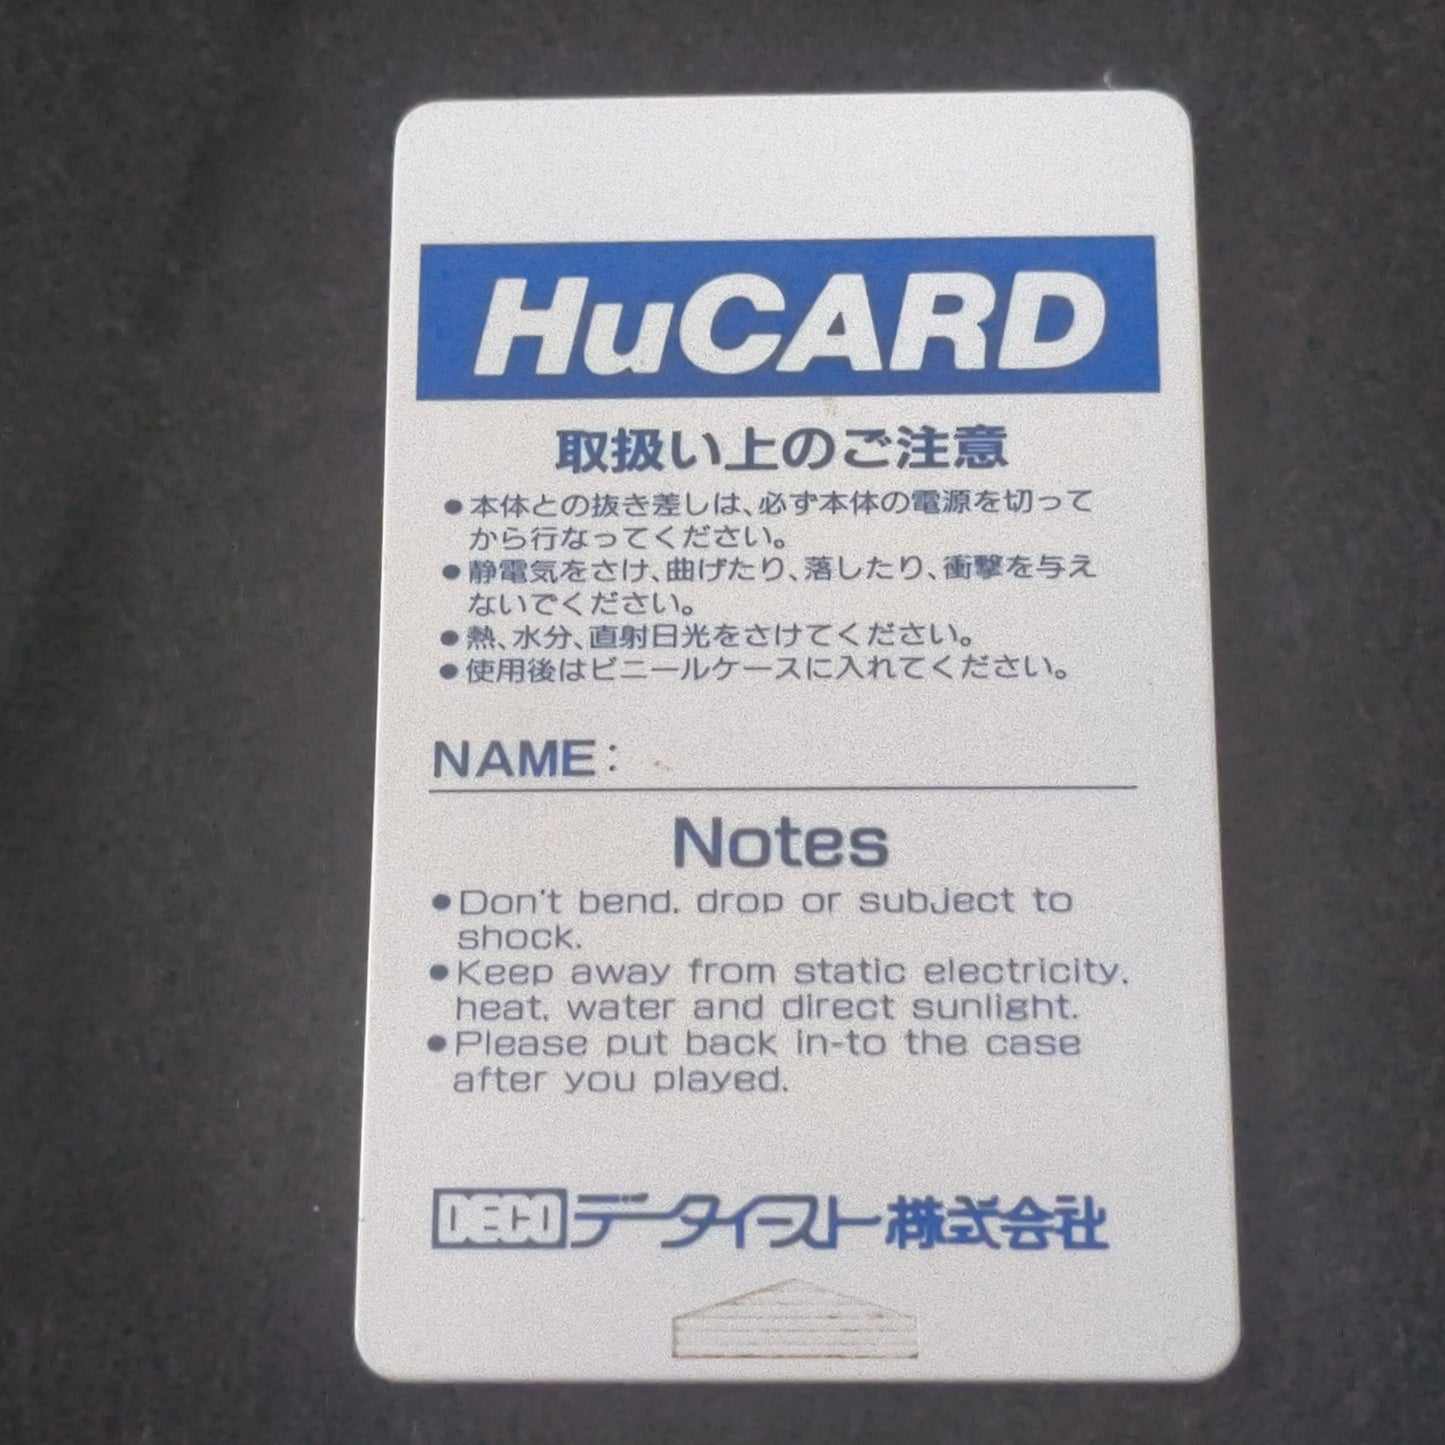 HuCARD
取扱い上のご注意
●本体との抜き差しは、必ず本体の電源を切って
から行なってください。
●静電気をさけ、曲げたり、落したり、衝撃を与え
ないでください。
●熱、水分、直射日光をさけてください。
●使用後はビニールケースに入れてください。
NAME:
Notes
●Don't bend, drop or subject to
shock.
●Keep away from static electricity,
heat, water and direct sunlight.
●Please put back in-to the case
after you played.
DECO データイースト株式会社